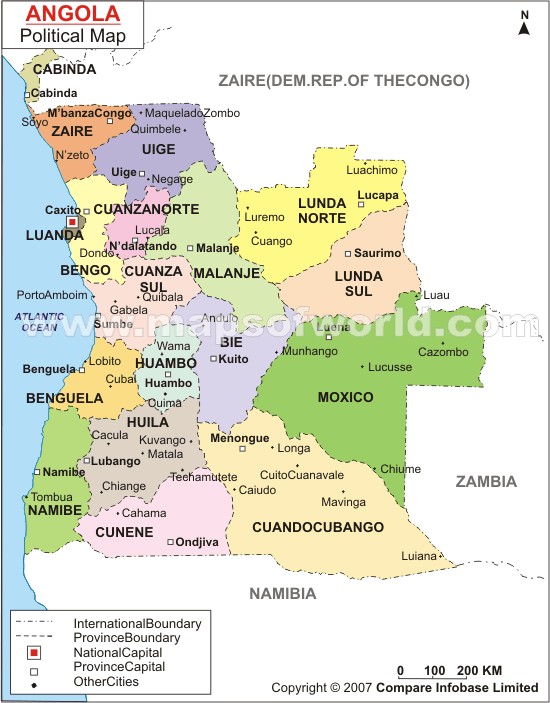 ANGOLA
Political Map
N
CABINDA
Cabinda
ZAIRE(DEM.REP.OF THECONGO)
Soyo
M'banzaCongo
MaqueladoZombo
ZAIRE
Quimbele
UIGE
N'zeto
Uige
Negage
Luachimo
LUNDA
NORTE
Lucapa
Caxito
CUANZANORTE
Luremo
LUANDA
Lucala
N'dalatando
Malanje
Cuango
Dondo
BENGO
CUANZA
SUL
MALANJE
Saurimo
LUNDA
SUL
PortoAmboim
Quibala
Gabela
Luau
ATLANTIC
OCEAN
Sumbe
Andulo
www.mapsofworld.com
Luena
BIE
Wama
Munhango
Cazombo
Lobito
HUAMBO
Kuito
Benguela
Lucusse
Cubal
Huambo
BENGUELA
Cuima
MOXICO
HUILA
Cacula
Kuvango
Menongue
Lubango
Matala
Longa
Namibe
Techamutete
CuitoCuanavale
Chiume
ZAMBIA
Chiange
Caiudo
Mavinga
Tombua
NAMIBE
Cahama
CUNENE
CUANDOCUBANGO
Ondjiva
Luiana
NAMIBIA
InternationalBoundary
ProvinceBoundary
NationalCapital
ProvinceCapital
OtherCities
0 100 200 KM
Copyright © 2007 Compare Infobase Limited